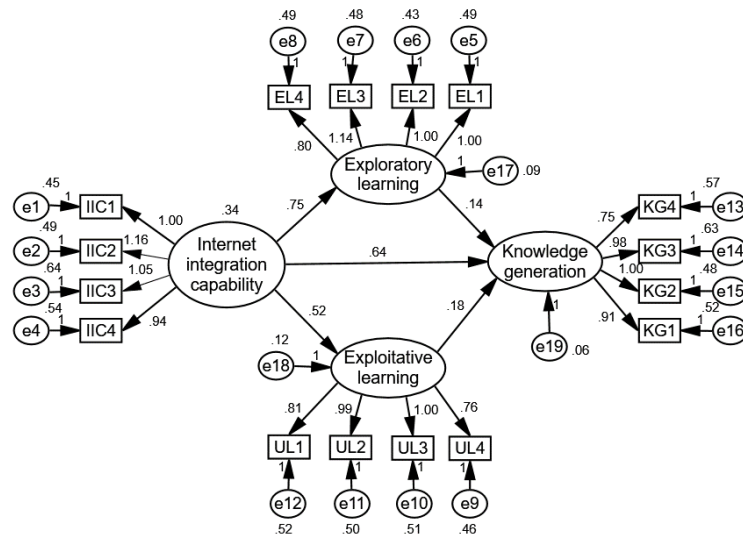 .49 .48 .43 .49
e8 e7 e6 e5
1 1 1 1
EL4 EL3 EL2 EL1
.80 1.14 1.00 1.00
Exploratory
learning
1 e17 .09
.45
e1 1 IIC1
.49
e2 1 IIC2
.64
e3 1 IIC3
.54
e4 1 IIC4
1.00
1.16
1.05
.94
.34
Internet
integration
capability
.75
.64
.52
.14
.18
Knowledge
generation
1
e19 .06
.75
.98
1.00
.91
KG4 1 .57 e13
KG3 1 .63 e14
KG2 1 .48 e15
KG1 1 .52 e16
.12
e18 1
Exploitative
learning
.81 .99 1.00 .76
UL1 UL2 UL3 UL4
1 1 1 1
e12 e11 e10 e9
.52 .50 .51 .46